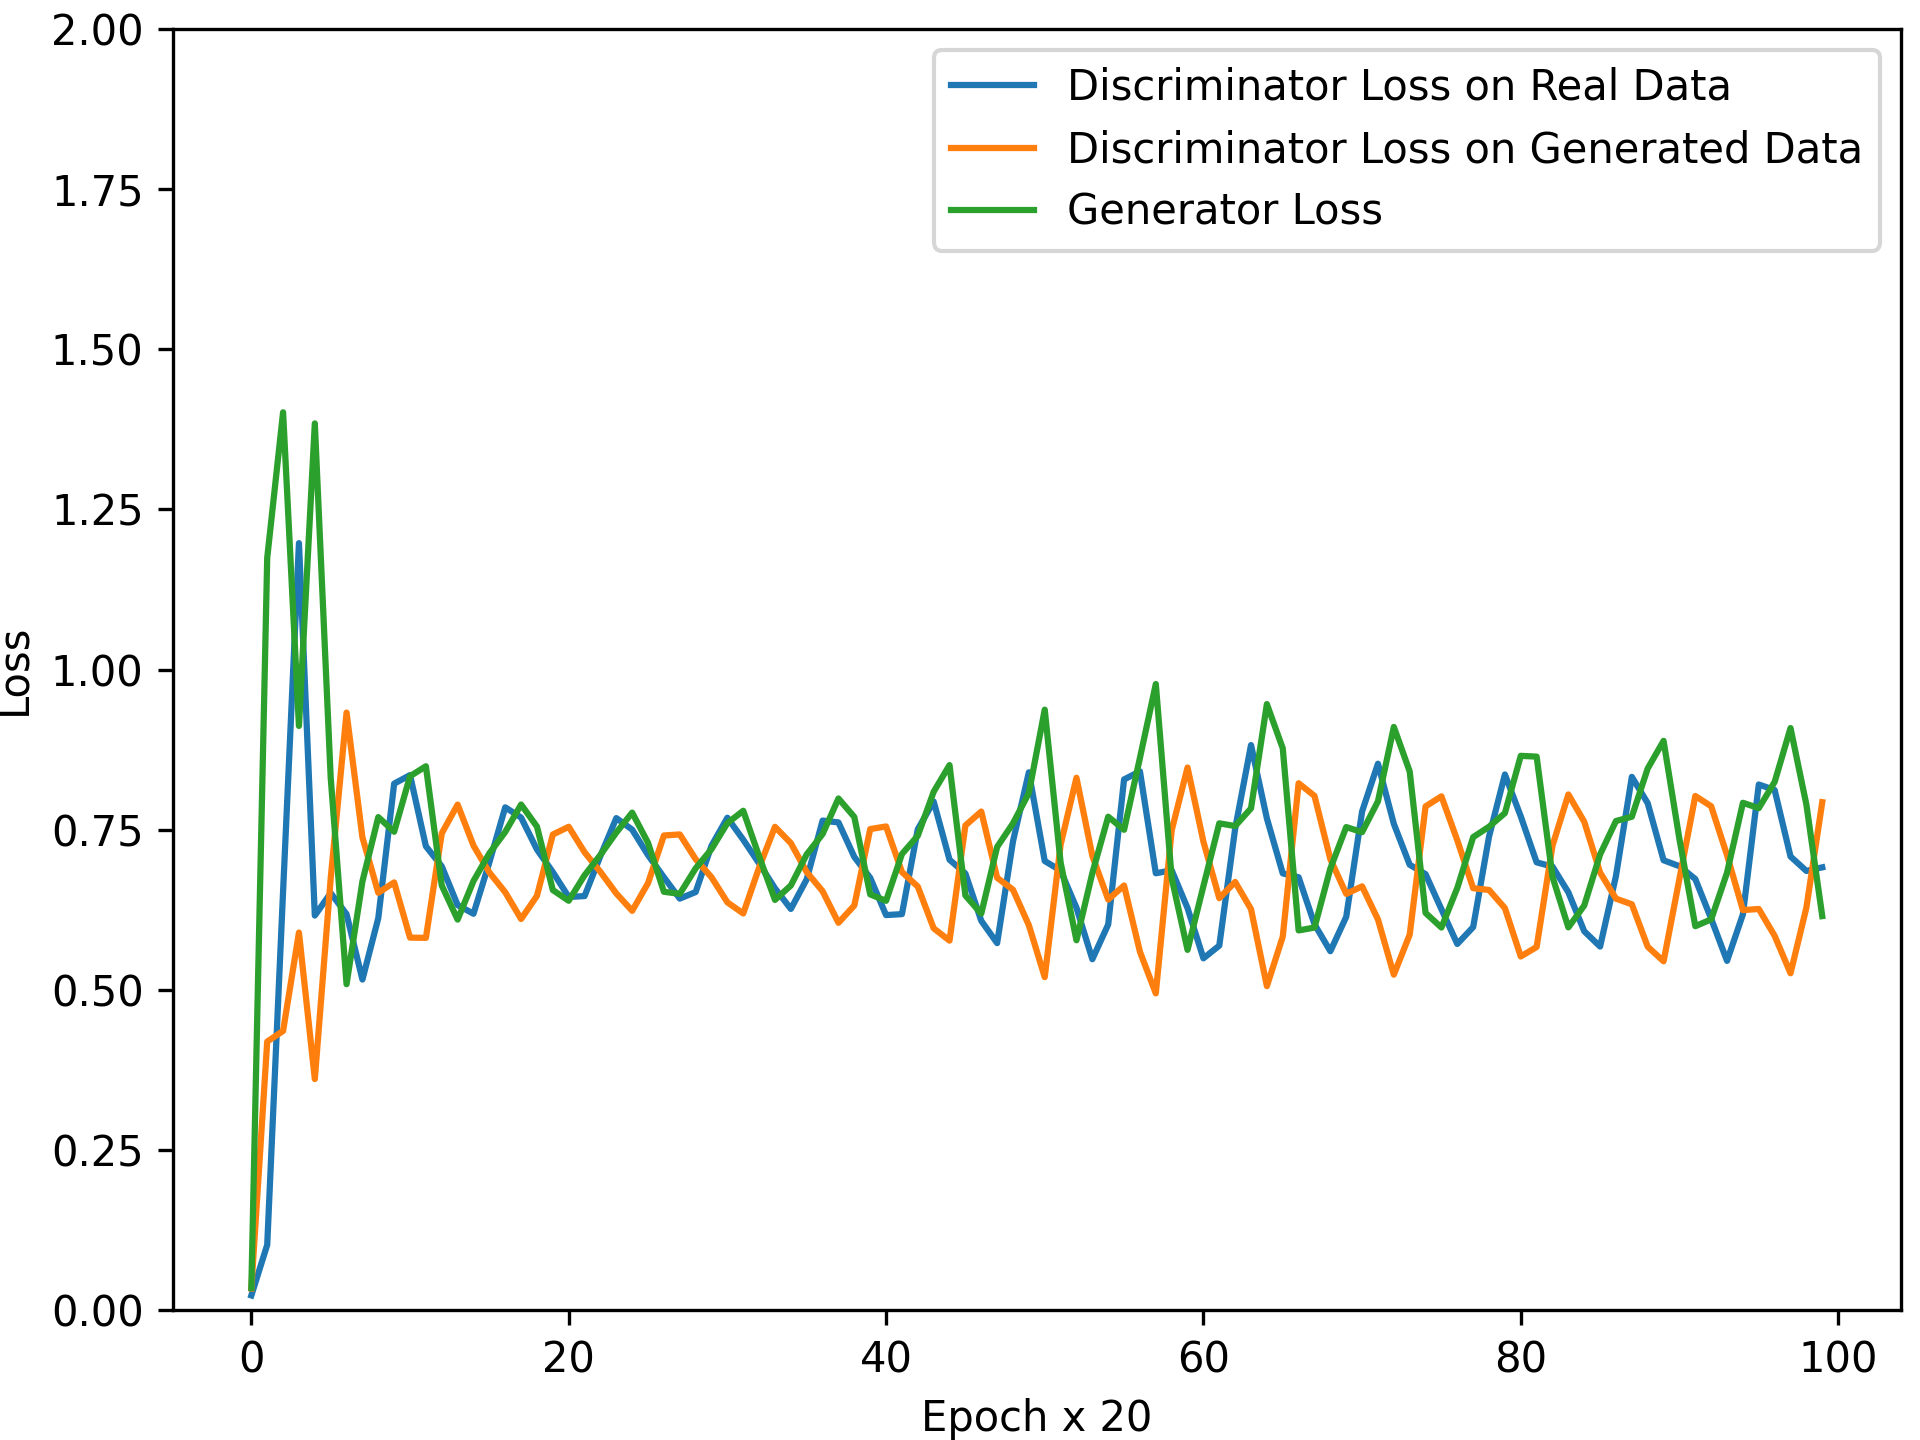 2.00
1.75
1.50
1.25
1.00
0.75
0.50
0.25
0.00
Loss
Discriminator Loss on Real Data
Discriminator Loss on Generated Data
Generator Loss
0 20 40 60 80 100
Epoch x 20